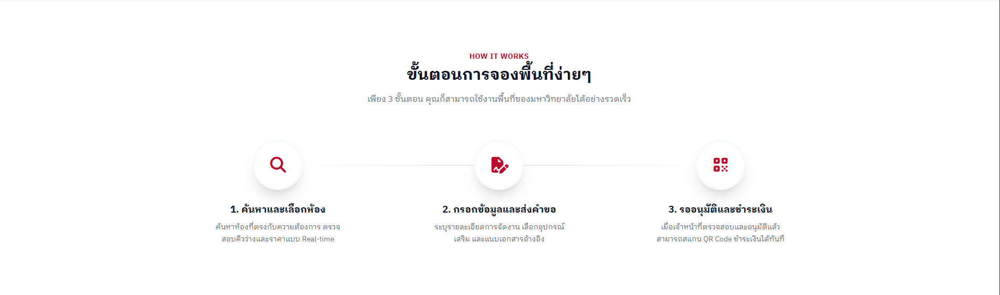 HOW IT WORKS
ขั้นตอนการจองพื้นที่ง่ายๆ
เพียง 3 ขั้นตอน คุณก็สามารถใช้งานพื้นที่ของมหาวิทยาลัยได้อย่างรวดเร็ว
1. ค้นหาและเลือกห้อง
ค้นหาห้องที่ตรงกับความต้องการ ตรวจ
สอบคิวว่างและราคาแบบ Real-time
2. กรอกข้อมูลและส่งคำขอ
ระบุรายละเอียดการจัดงาน เลือกอุปกรณ์
เสริม และแนบเอกสารอ้างอิง
3. รออนุมัติและชำระเงิน
เมื่อเจ้าหน้าที่ตรวจสอบและอนุมัติแล้ว
สามารถสแกน QR Code ชำระเงินได้ทันที